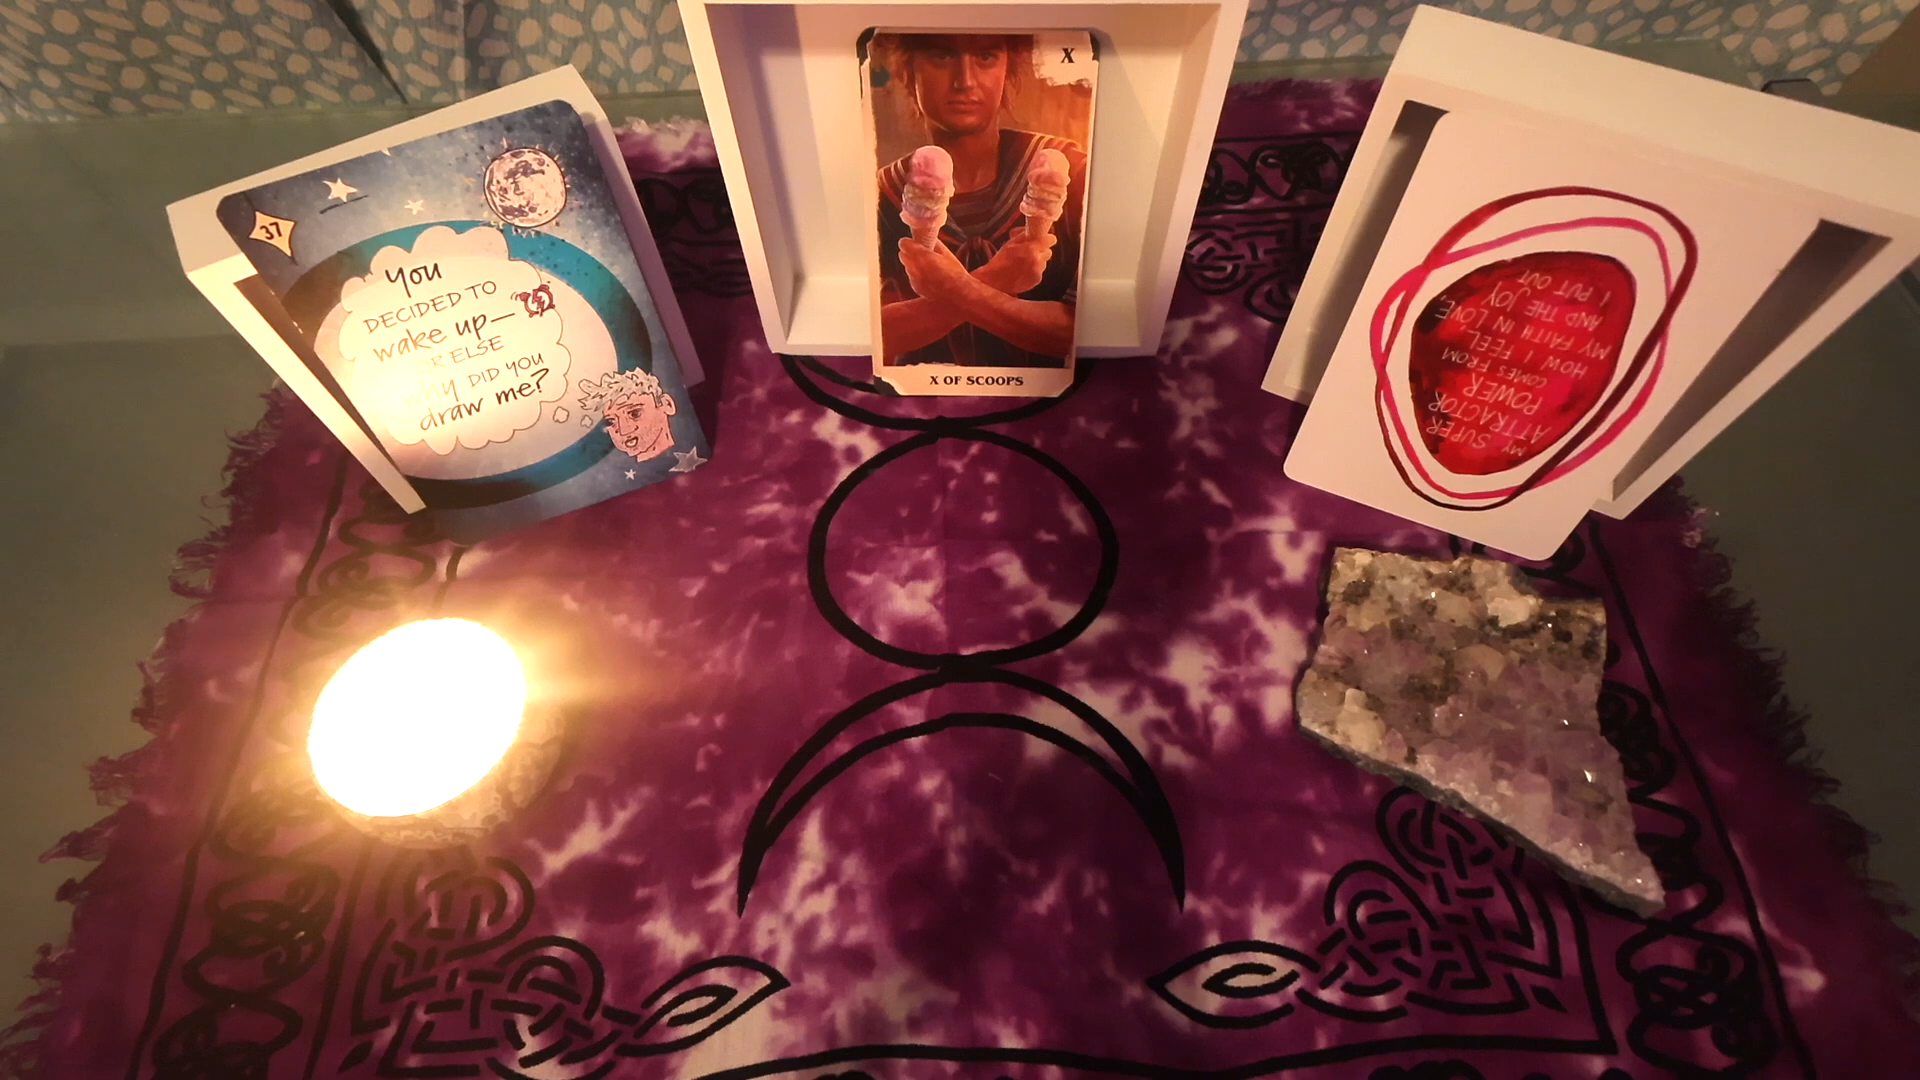 37
You
DECIDED TO
wake up—
R ELSE
why DID YOU
draw me?
X
X OF SCOOPS
MY SUPER
ATTRACTOR
POWER
COMES FROM
HOW I FEEL,
MY FAITH IN LOVE,
AND THE JOY
I PUT OUT